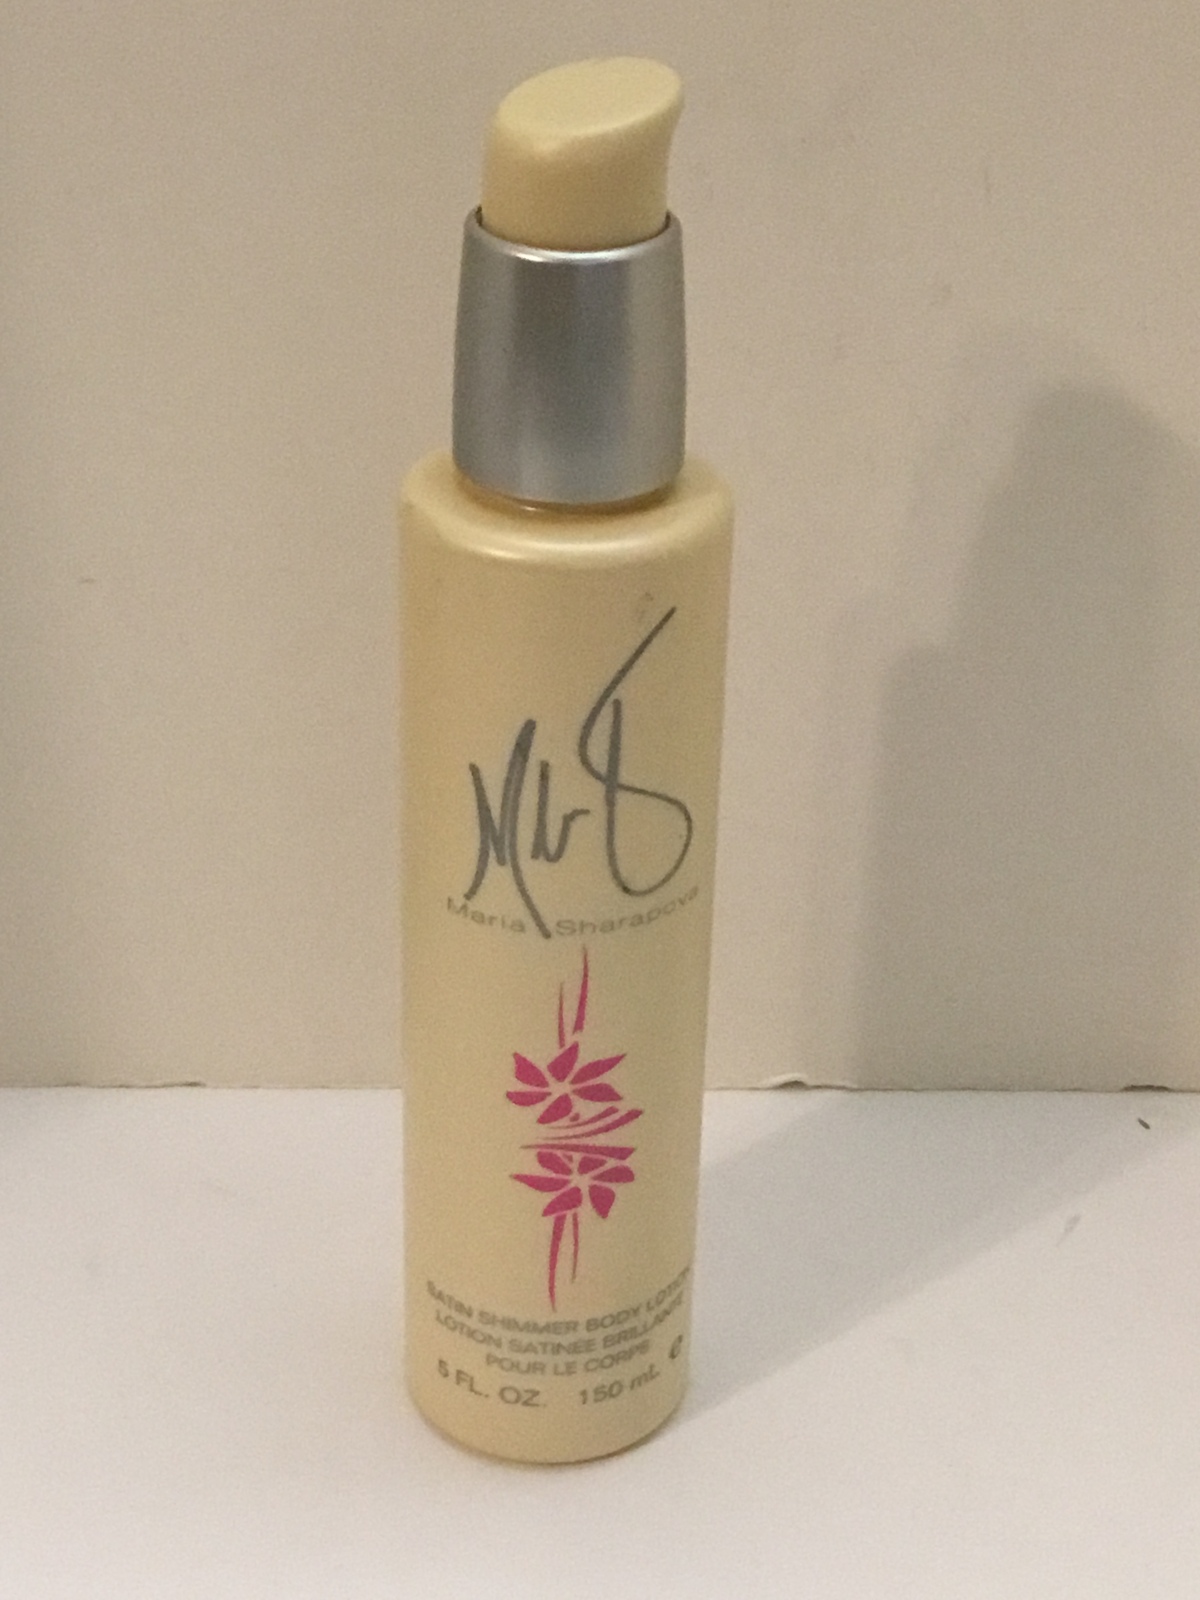 Maria Sharapova
SATIN SHIMMER BODY LOTION
LOTION SATINÉE BRILLANTE
POUR LE CORPS
5 FL. OZ. 150 mL ℮